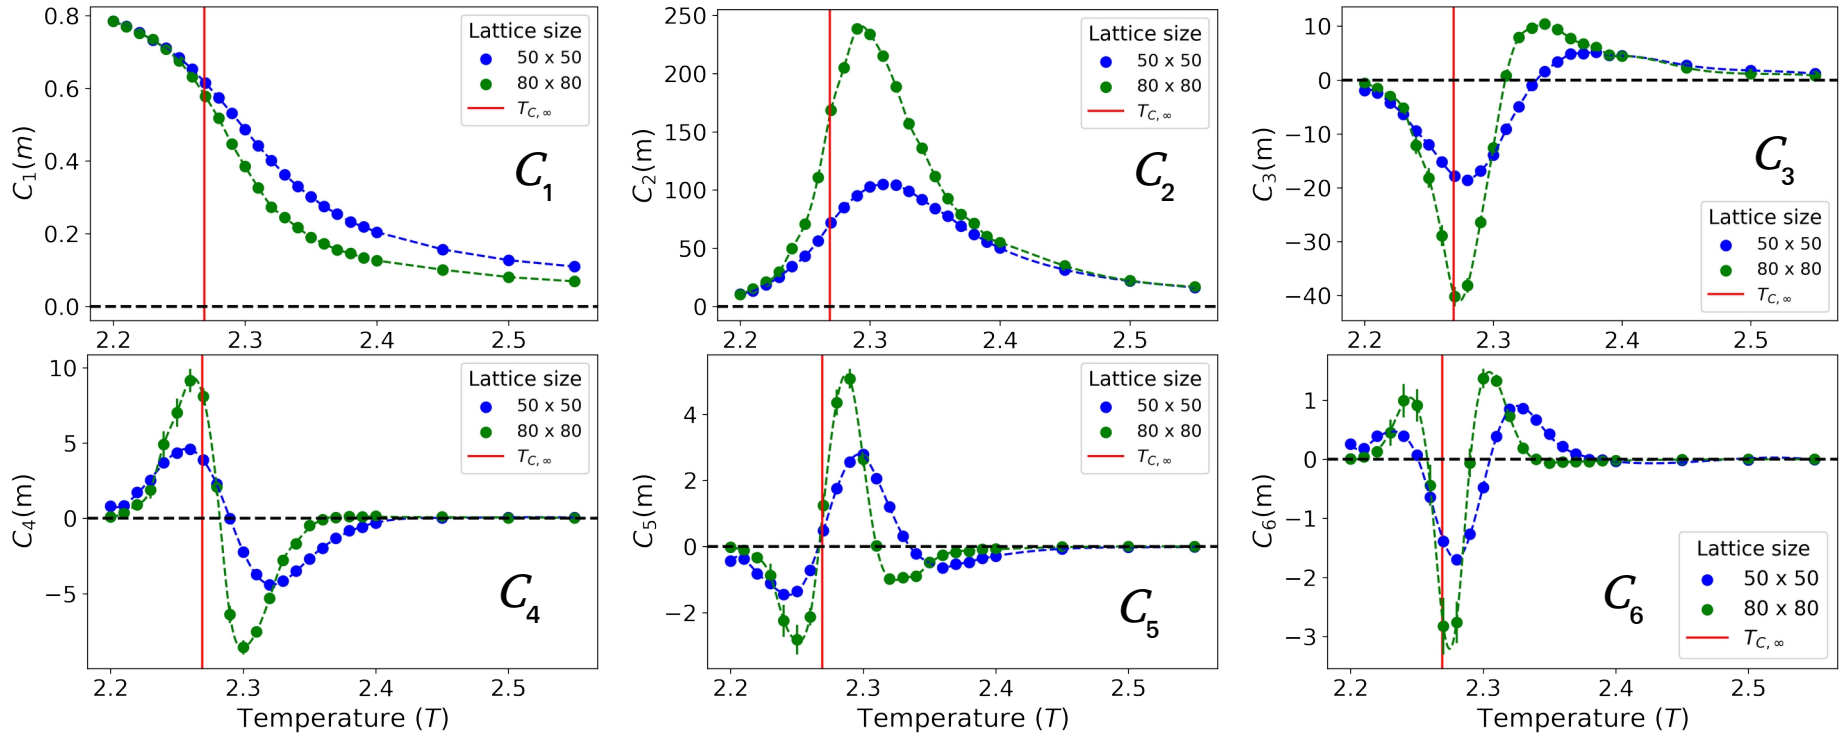 0.8
0.6
0.4
0.2
0.0
C₁(m)
Lattice size
50 x 50
80 x 80
T_{C,∞}
C₁
2.2 2.3 2.4 2.5
250
200
150
100
50
0
C₂(m)
Lattice size
50 x 50
80 x 80
T_{C,∞}
C₂
2.2 2.3 2.4 2.5
10
0
−10
−20
−30
−40
C₃(m)
C₃
Lattice size
50 x 50
80 x 80
T_{C,∞}
2.2 2.3 2.4 2.5
10
5
0
−5
C₄(m)
Lattice size
50 x 50
80 x 80
T_{C,∞}
C₄
2.2 2.3 2.4 2.5
Temperature (T)
4
2
0
−2
C₅(m)
Lattice size
50 x 50
80 x 80
T_{C,∞}
C₅
2.2 2.3 2.4 2.5
Temperature (T)
1
0
−1
−2
−3
C₆(m)
C₆
Lattice size
50 x 50
80 x 80
T_{C,∞}
2.2 2.3 2.4 2.5
Temperature (T)